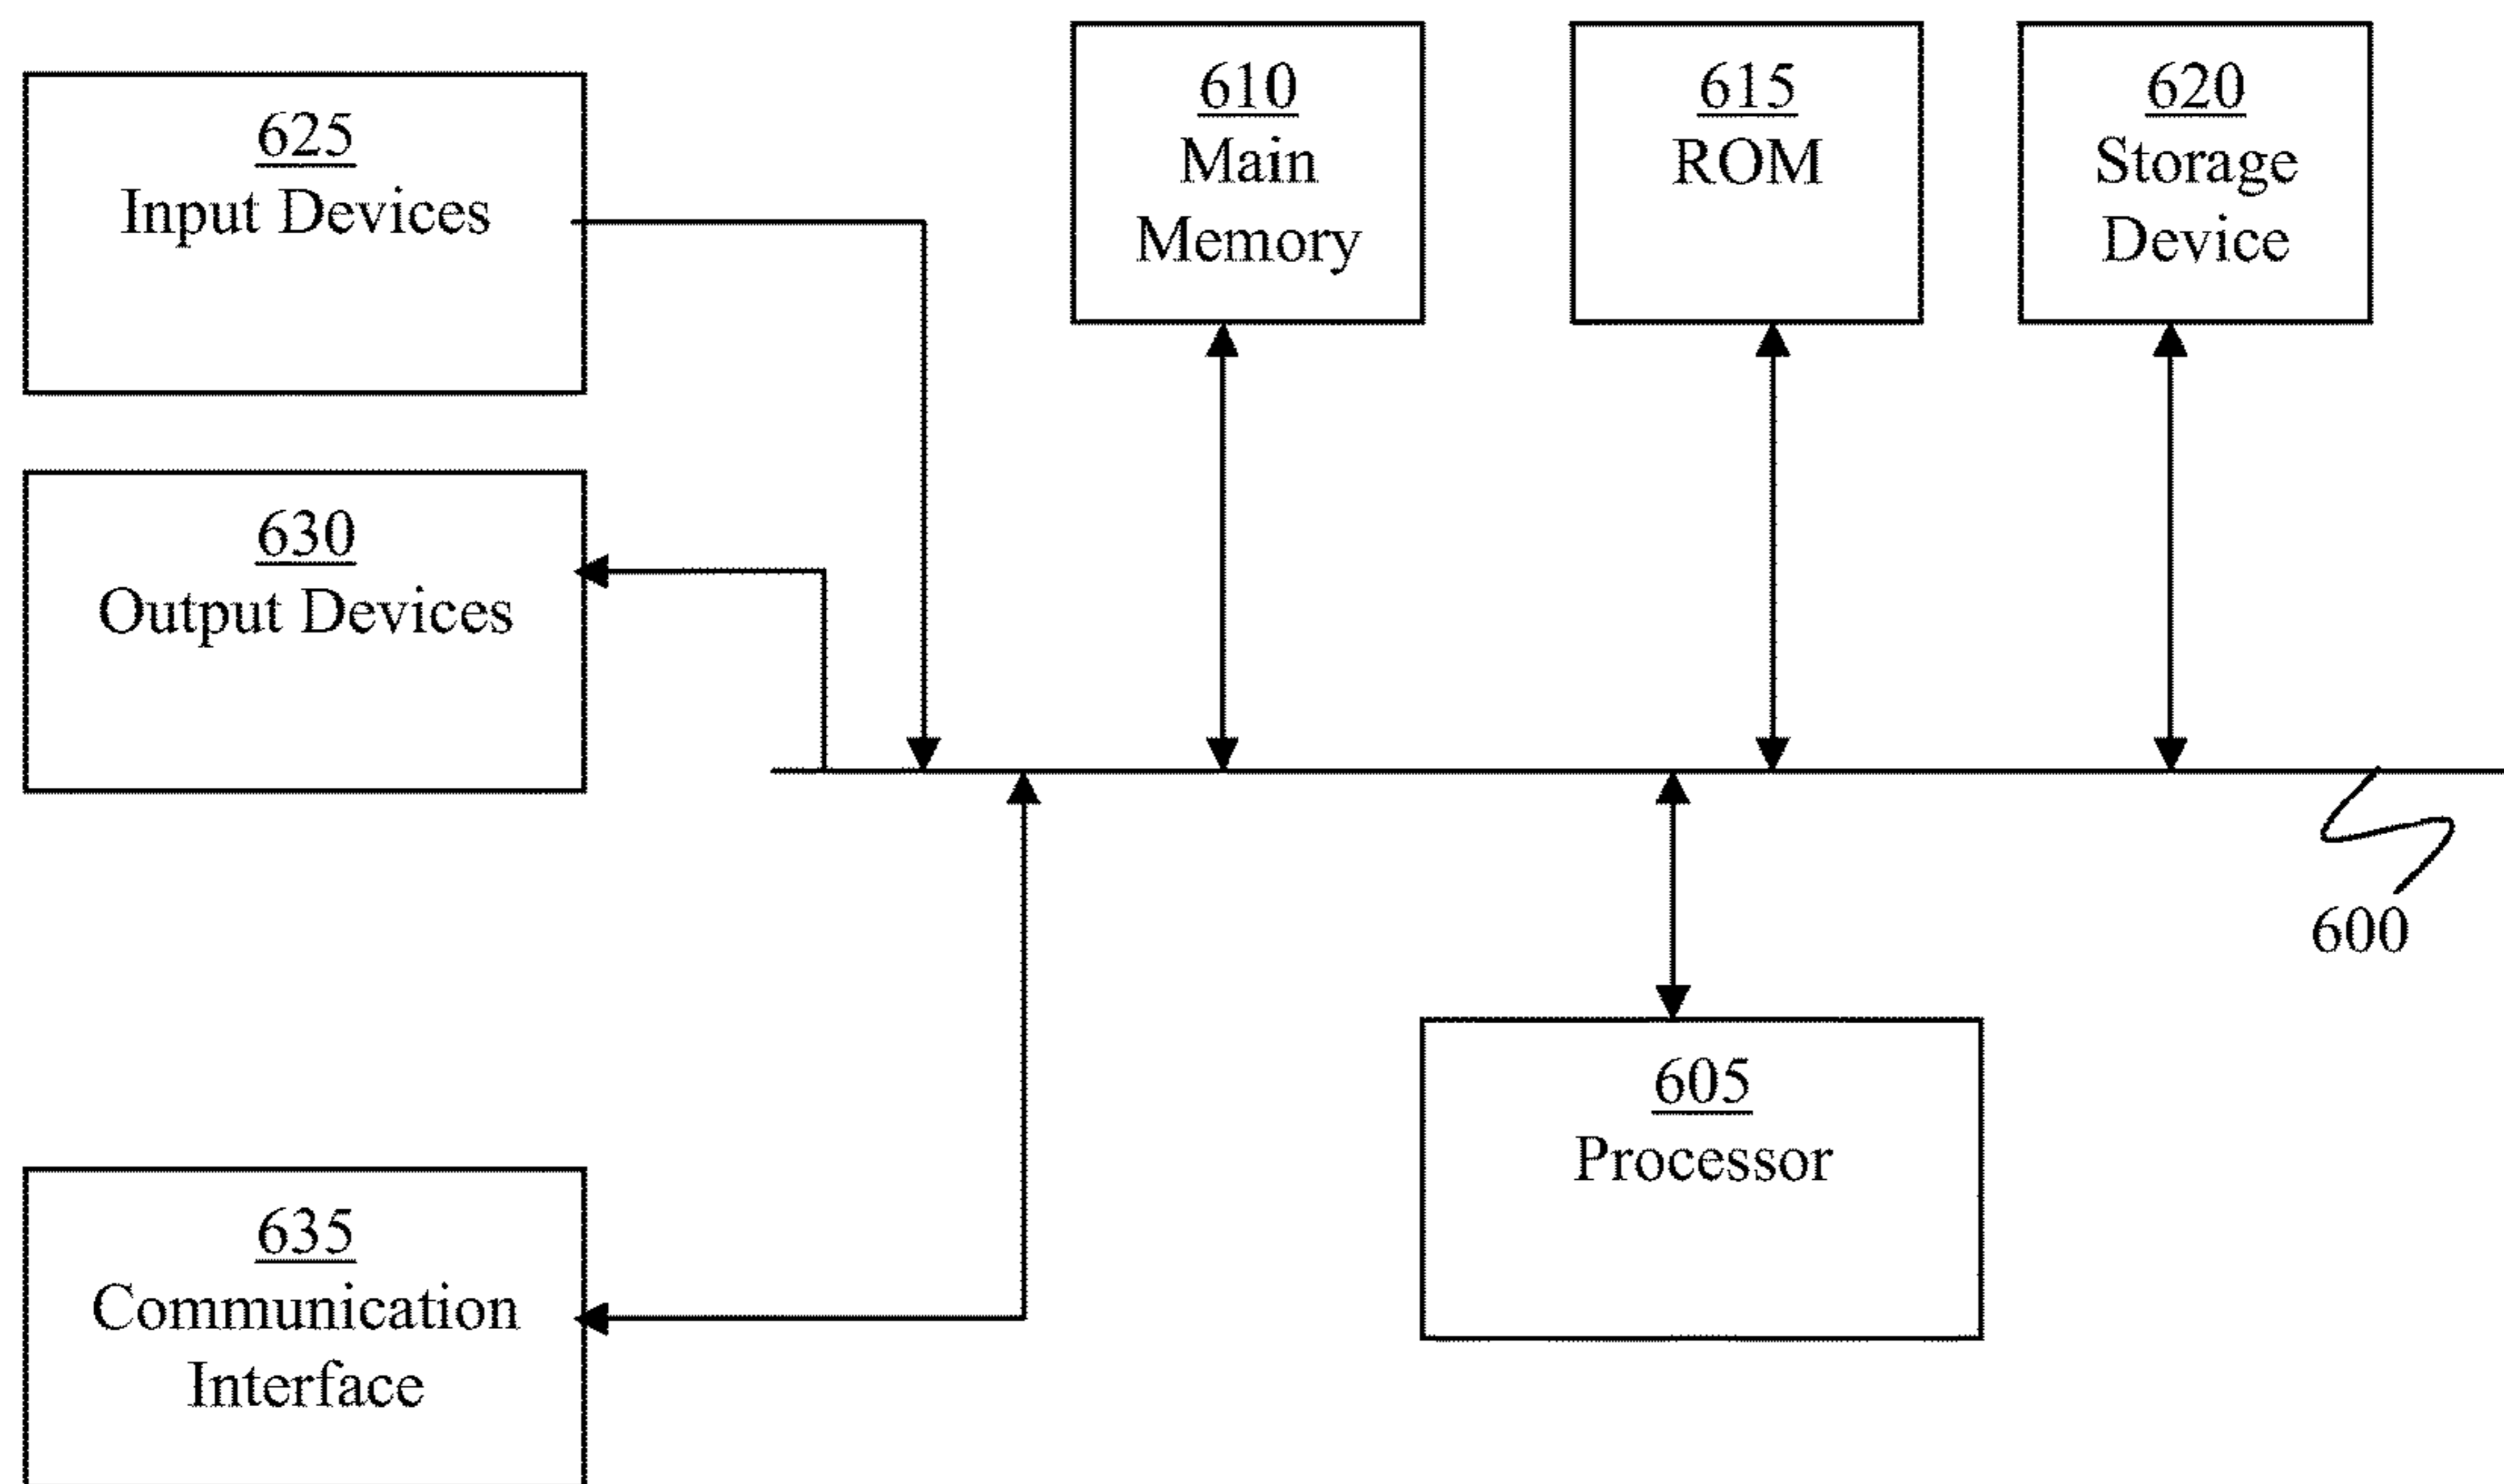 625
Input Devices
610
Main
Memory
615
ROM
620
Storage
Device
630
Output Devices
600
605
Processor
635
Communication
Interface